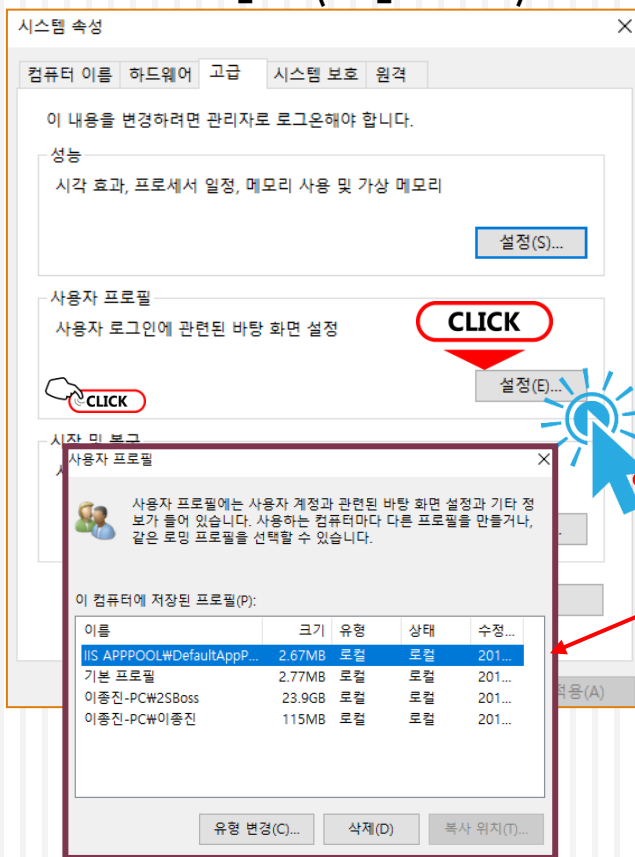 시스템 속성
컴퓨터 이름 하드웨어 고급 시스템 보호 원격
이 내용을 변경하려면 관리자로 로그온해야 합니다.
성능
시각 효과, 프로세서 일정, 메모리 사용 및 가상 메모리
설정(S)...
사용자 프로필
사용자 로그인에 관련된 바탕 화면 설정
CLICK
설정(E)...
CLICK
시작 및 복구
사용자 프로필
사용자 프로필에는 사용자 계정과 관련된 바탕 화면 설정과 기타 정
보가 들어 있습니다. 사용하는 컴퓨터마다 다른 프로필을 만들거나,
같은 로밍 프로필을 선택할 수 있습니다.
이 컴퓨터에 저장된 프로필(P):
이름 크기 유형 상태 수정...
IIS APPPOOL₩DefaultAppP... 2.67MB 로컬 로컬 201...
기본 프로필 2.77MB 로컬 로컬 201...
이종진-PC₩2SBoss 23.9GB 로컬 로컬 201...
이종진-PC₩이종진 115MB 로컬 로컬 201...
적용(A)
유형 변경(C)... 삭제(D) 복사 위치(T)...